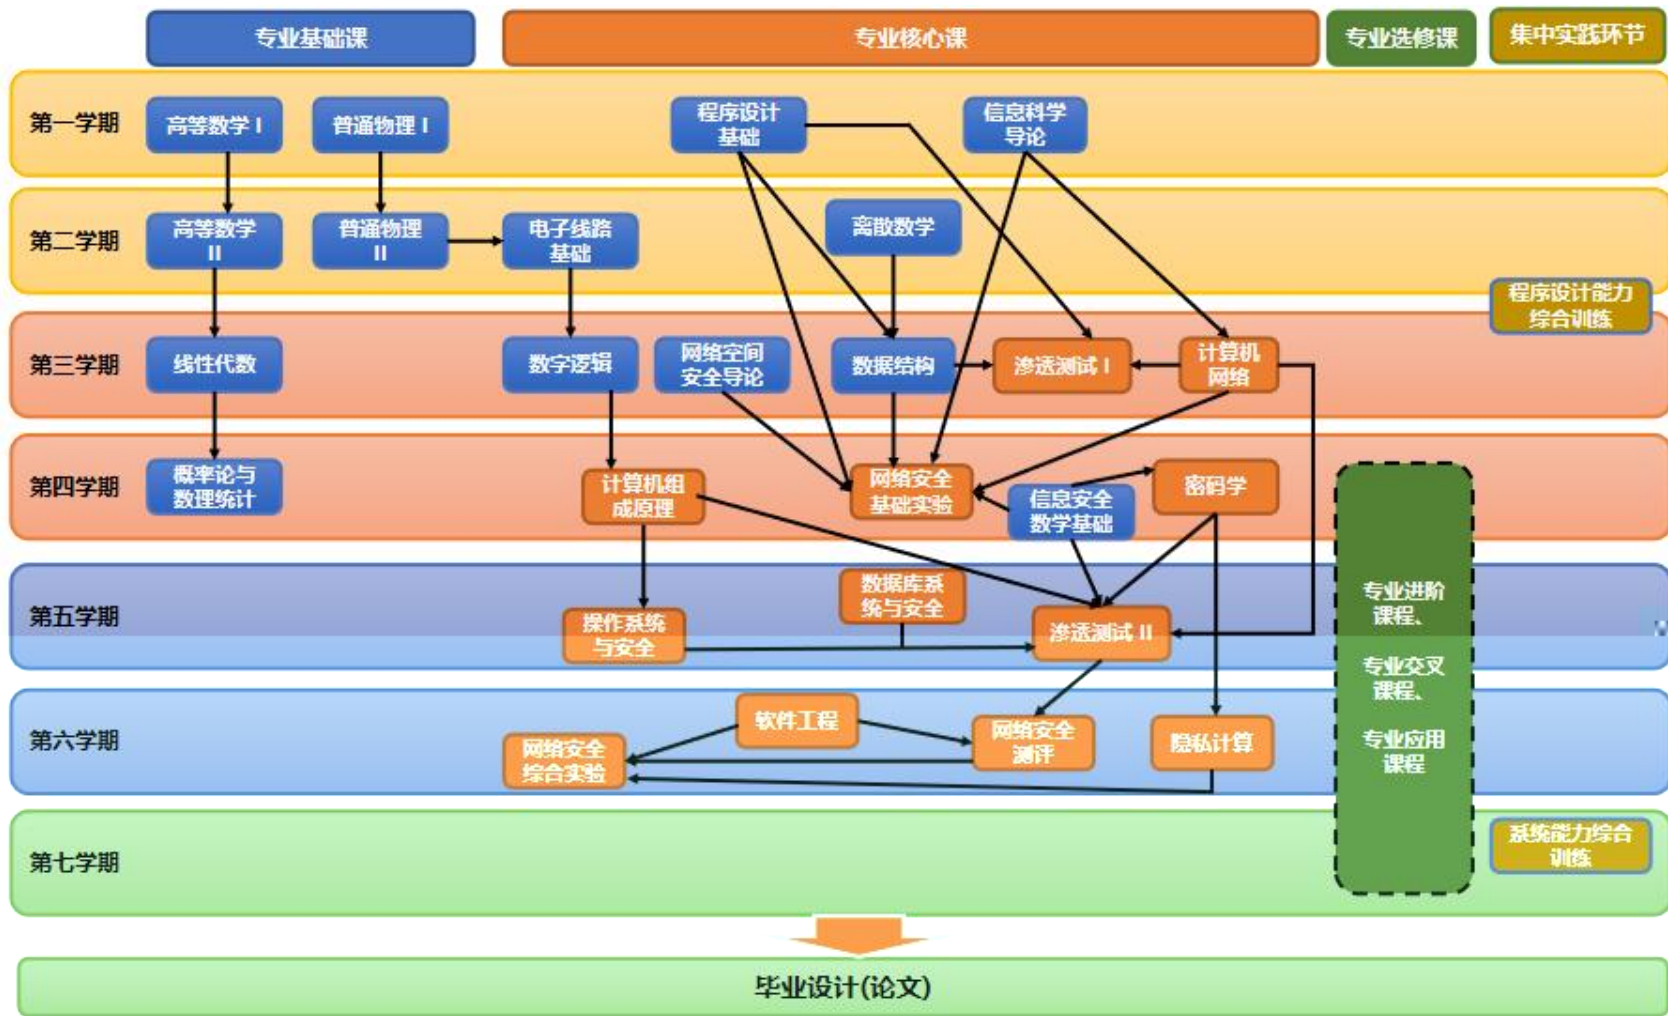 专业基础课
专业核心课
专业选修课
集中实践环节
第一学期
高等数学 I
普通物理 I
程序设计
基础
信息科学
导论
第二学期
高等数学
II
普通物理
II
电子线路
基础
离散数学
程序设计能力
综合训练
第三学期
线性代数
数字逻辑
网络空间
安全导论
数据结构
渗透测试 I
计算机
网络
第四学期
概率论与
数理统计
计算机组
成原理
网络安全
基础实验
信息安全
数学基础
密码学
第五学期
操作系统
与安全
数据库系
统与安全
渗透测试 II
专业进阶
课程、
专业交叉
课程、
专业应用
课程
第六学期
网络安全
综合实验
软件工程
网络安全
测评
隐私计算
第七学期
系统能力综合
训练
毕业设计(论文)